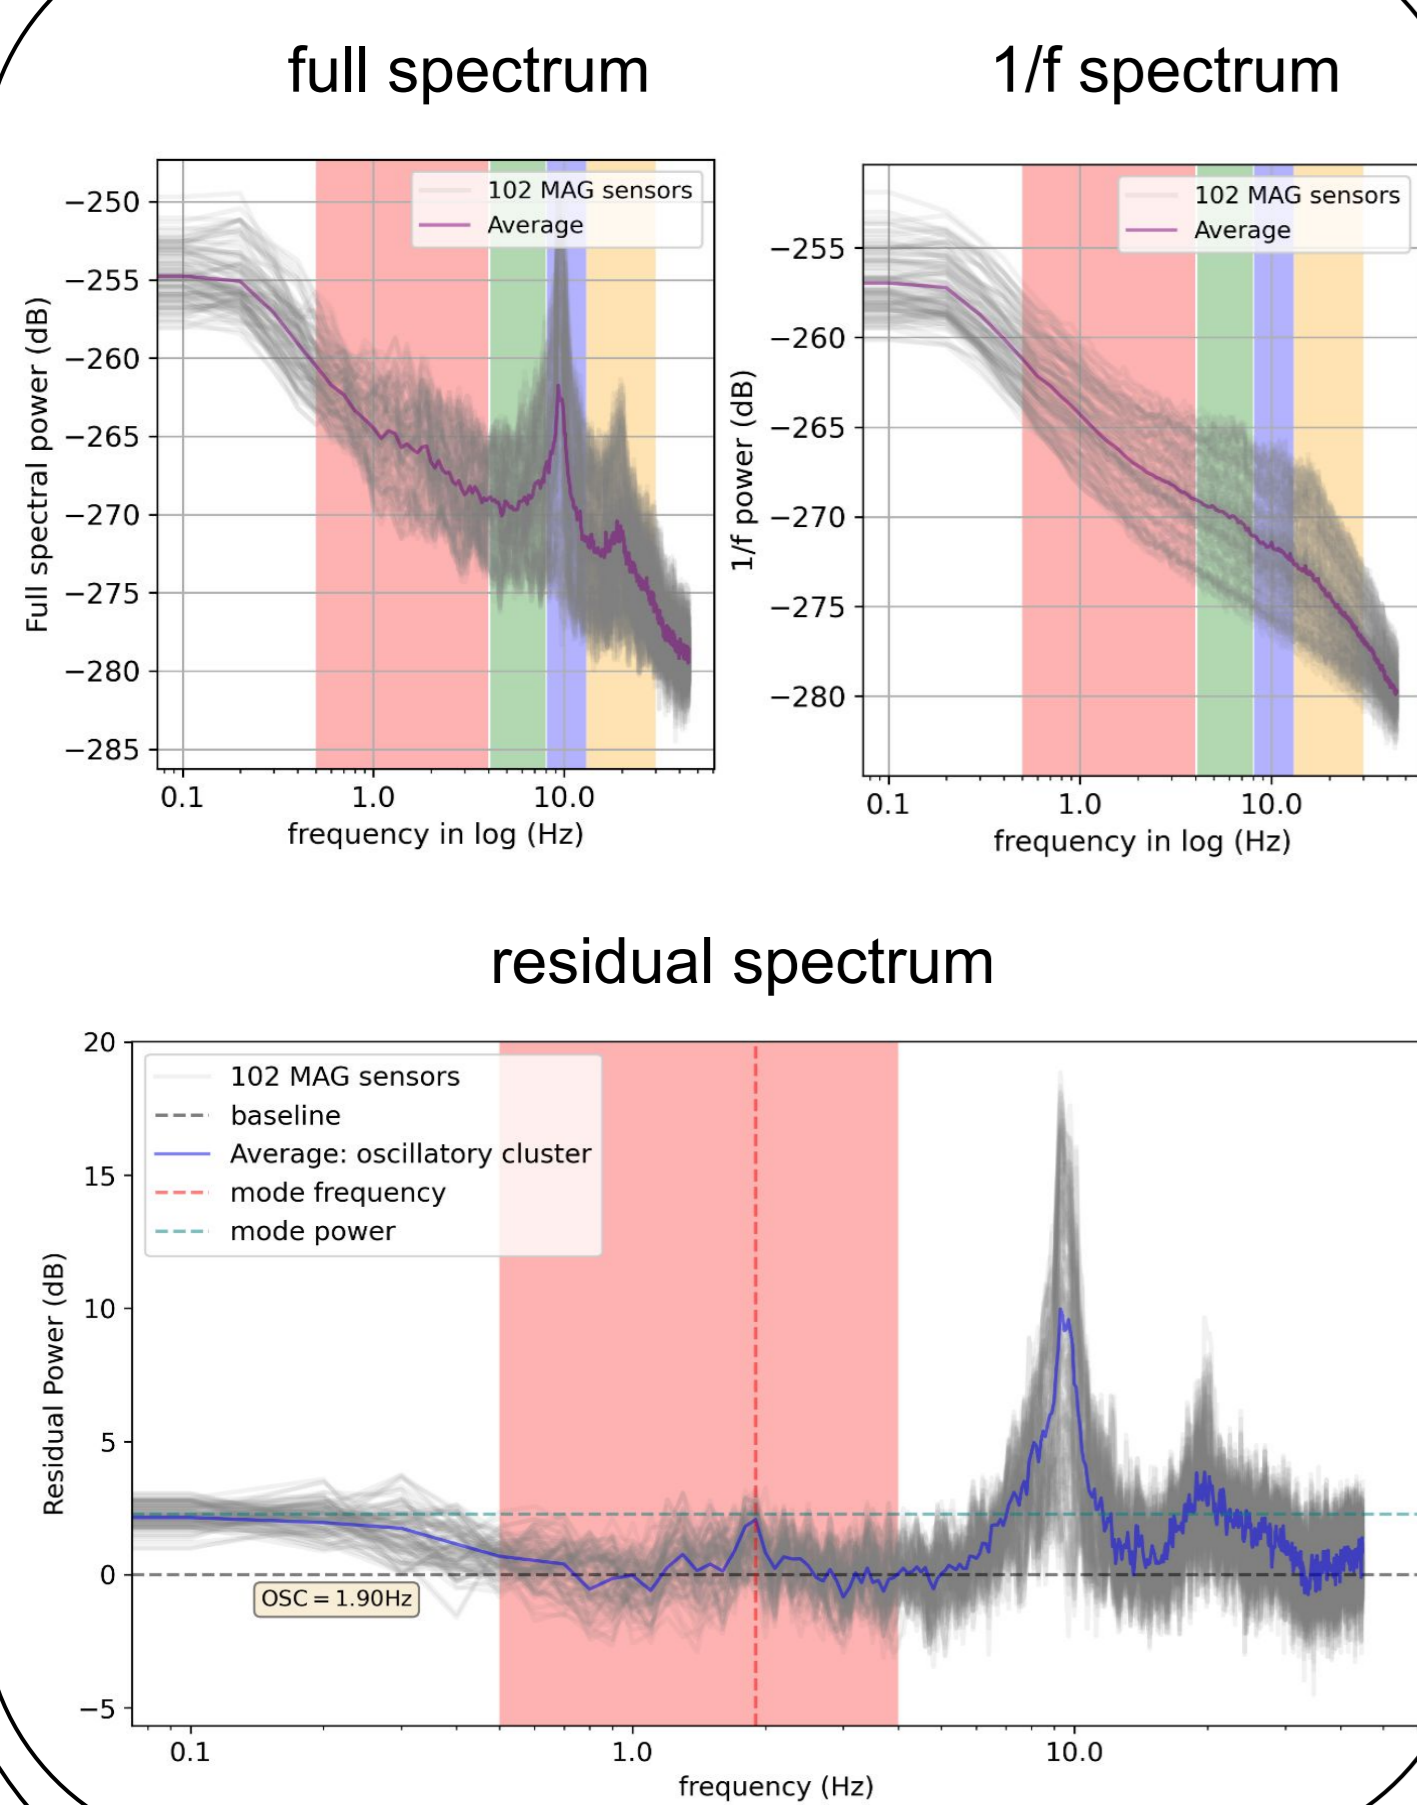 full spectrum
1/f spectrum
Full spectral power (dB)
−250
−255
−260
−265
−270
−275
−280
−285
102 MAG sensors
Average
0.1
1.0
10.0
frequency in log (Hz)
1/f power (dB)
−255
−260
−265
−270
−275
−280
102 MAG sensors
Average
0.1
1.0
10.0
frequency in log (Hz)
residual spectrum
Residual Power (dB)
20
15
10
5
0
−5
102 MAG sensors
baseline
Average: oscillatory cluster
mode frequency
mode power
OSC = 1.90Hz
0.1
1.0
10.0
frequency (Hz)